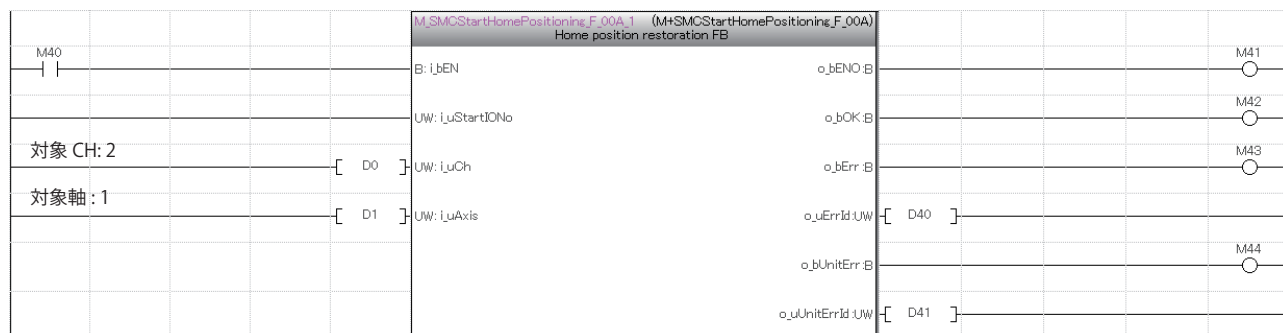 M_SMCStartHomePositioning_F_00A_1 (M+SMCStartHomePositioning_F_00A)
Home position restoration FB
M40
B: i_bEN
o_bENO:B
M41
UW: i_uStartIONo
o_bOK:B
M42
対象 CH: 2
D0
UW: i_uCh
o_bErr:B
M43
対象軸 : 1
D1
UW: i_uAxis
o_uErrId:UW
D40
o_bUnitErr:B
M44
o_uUnitErrId:UW
D41